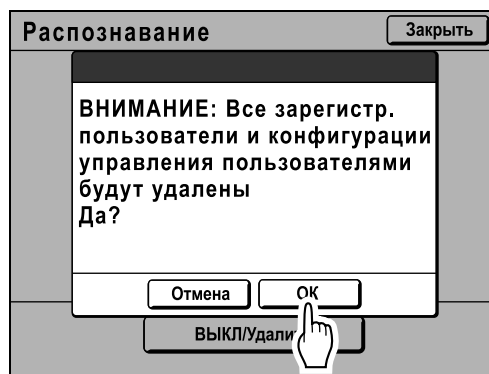 Распознавание
Закрыть
ВНИМАНИЕ: Все зарегистр.
пользователи и конфигурации
управления пользователями
будут удалены
Да?
Отмена
OK